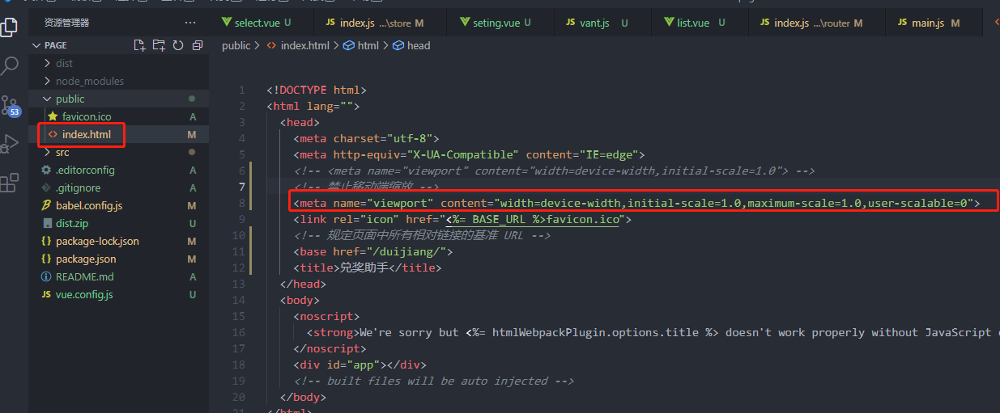 资源管理器 ···
PAGE
dist
node_modules
public
favicon.ico A
index.html M
src
.editorconfig A
.gitignore A
babel.config.js M
dist.zip U
package-lock.json M
package.json M
README.md A
vue.config.js U
53
select.vue U
index.js ...\store M
seting.vue U
vant.js U
list.vue U
index.js ...\router M
main.js M
public > index.html > html > head
1 <!DOCTYPE html>
2 <html lang="">
3 <head>
4 <meta charset="utf-8">
5 <meta http-equiv="X-UA-Compatible" content="IE=edge">
6 <!-- <meta name="viewport" content="width=device-width,initial-scale=1.0"> -->
7 <!-- 禁止移动端缩放 -->
8 <meta name="viewport" content="width=device-width,initial-scale=1.0,maximum-scale=1.0,user-scalable=0">
9 <link rel="icon" href="<%= BASE_URL %>favicon.ico">
10 <!-- 规定页面中所有相对链接的基准 URL -->
11 <base href="/duijiang/">
12 <title>兑奖助手</title>
13 </head>
14 <body>
15 <noscript>
16 <strong>We're sorry but <%= htmlWebpackPlugin.options.title %> doesn't work properly without JavaScript
17 </noscript>
18 <div id="app"></div>
19 <!-- built files will be auto injected -->
20 </body>
21 </html>